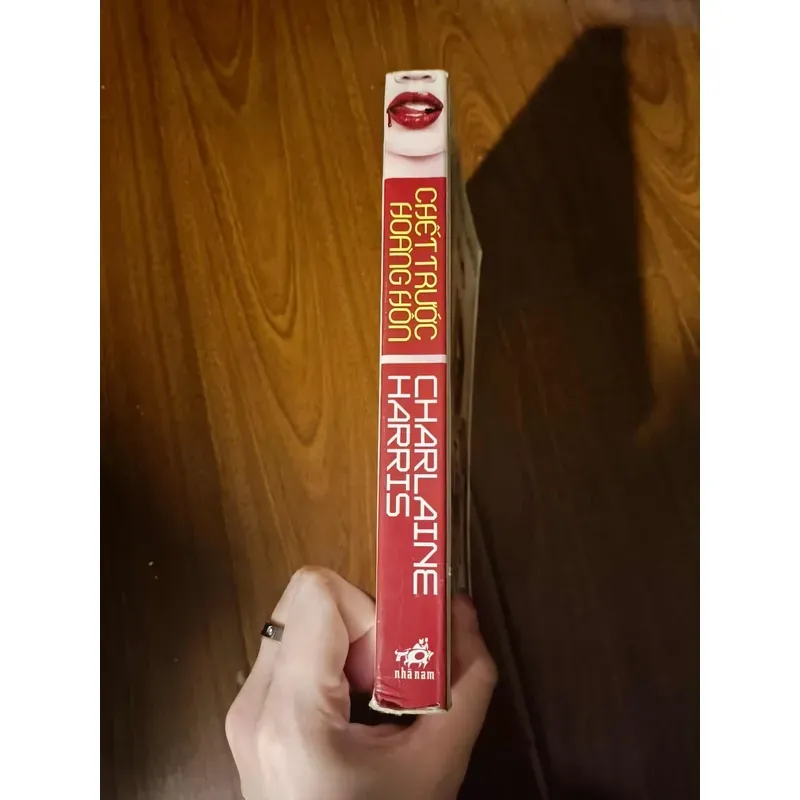 CHẾT TRƯỚC
HOÀNG HÔN
CHARLAINE
HARRIS
nhã nam